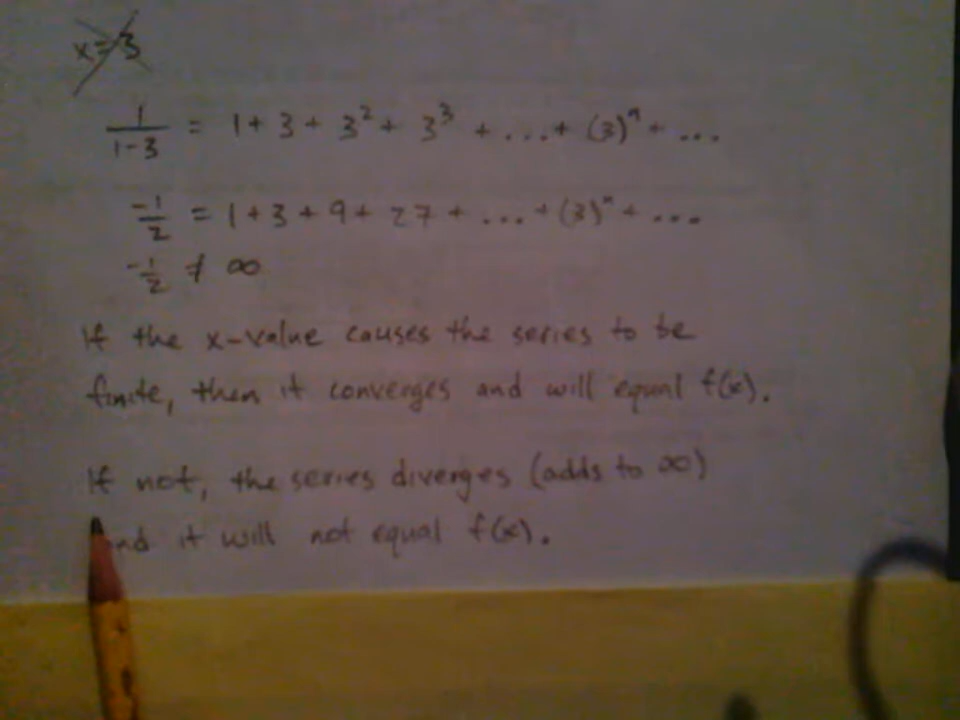 x=3
1/(1-3) = 1 + 3 + 3² + 3³ + ... + (3)ⁿ + ...
-1/2 = 1 + 3 + 9 + 27 + ... + (3)ⁿ + ...
-1/2 ≠ ∞
If the x-value causes the series to be
finite, then it converges and will equal f(x).
If not, the series diverges (adds to ∞)
and it will not equal f(x).